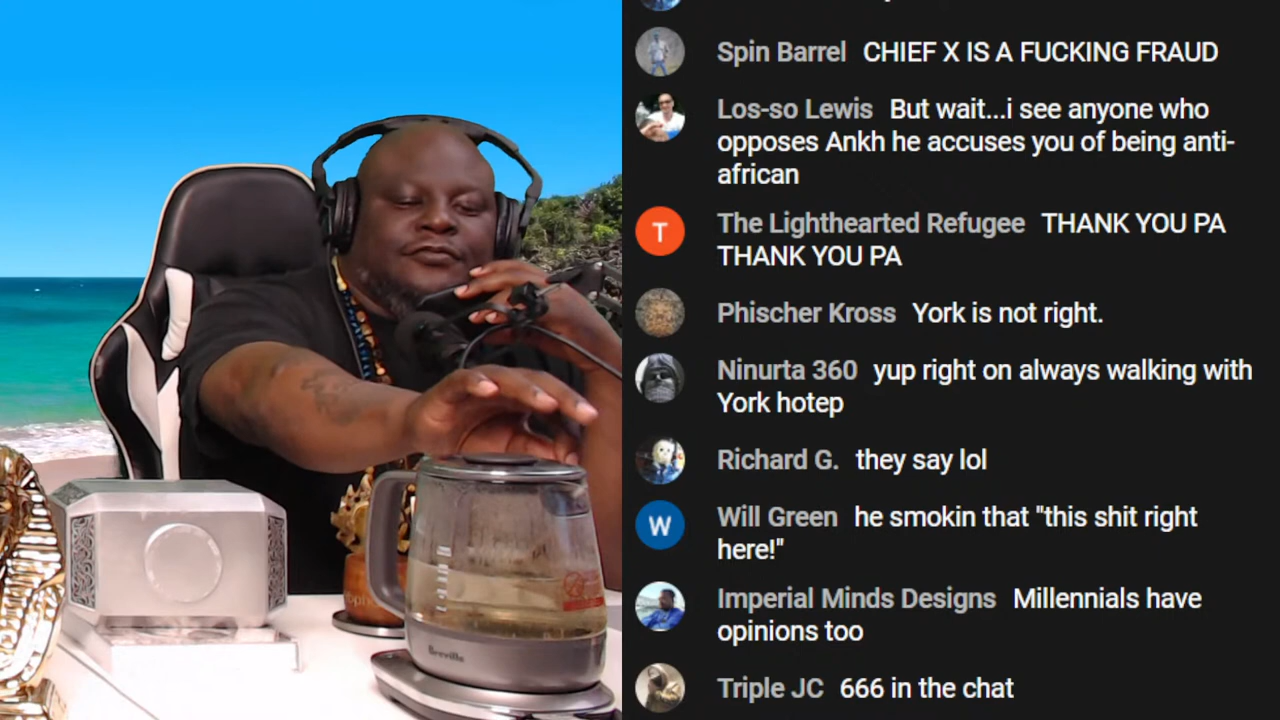 Spin Barrel CHIEF X IS A FUCKING FRAUD
Los-so Lewis But wait...i see anyone who
opposes Ankh he accuses you of being anti-
african
T The Lighthearted Refugee THANK YOU PA
THANK YOU PA
Phischer Kross York is not right.
Ninurta 360 yup right on always walking with
York hotep
Richard G. they say lol
W Will Green he smokin that "this shit right
here!"
Imperial Minds Designs Millennials have
opinions too
Triple JC 666 in the chat
Breville